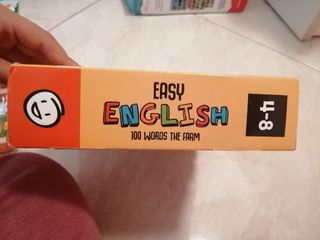 EASY
ENGLISH
100 WORDS THE FARM
4-8